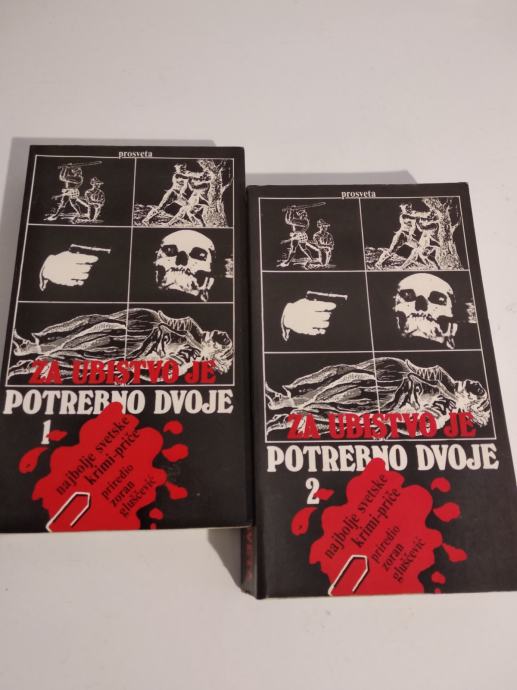 prosveta
ZA UBISTVO JE
POTREBNO DVOJE
1
najbolje svetske
krimi-priče
priredio
zoran
gluščević
prosveta
ZA UBISTVO JE
POTREBNO DVOJE
2
najbolje svetske
krimi-priče
priredio
zoran
gluščević